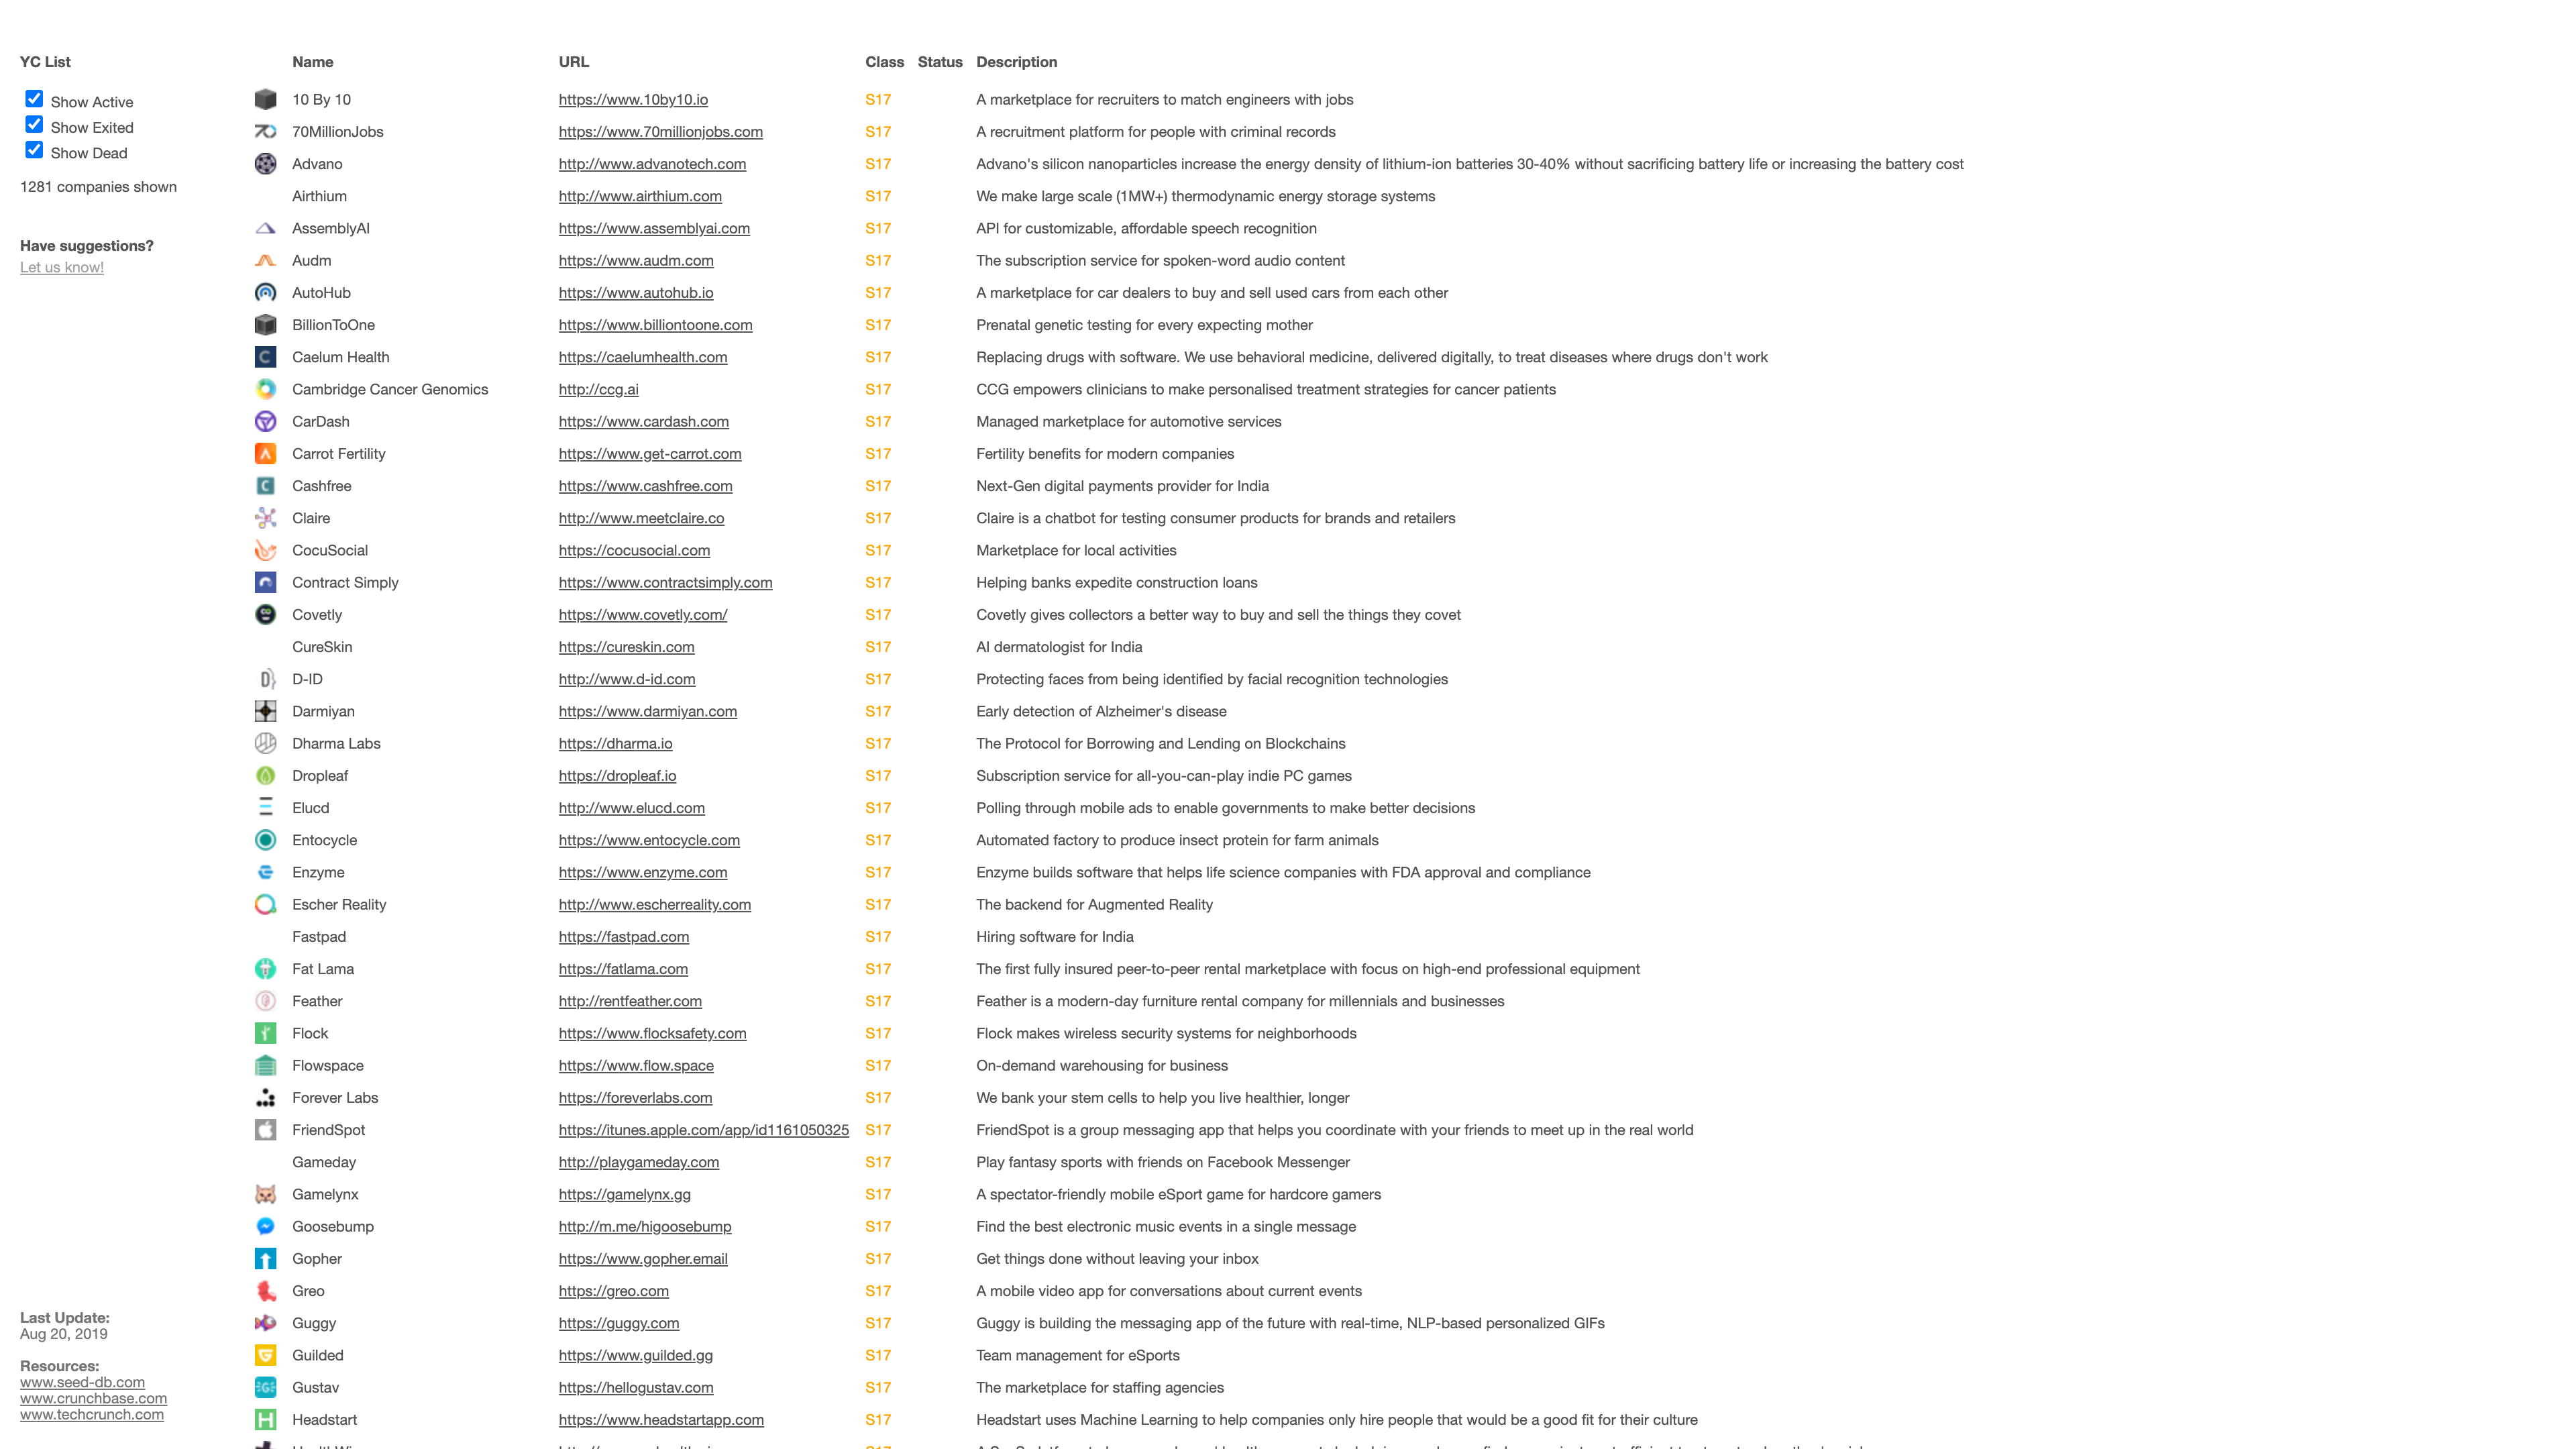 YC List
Show Active
Show Exited
Show Dead
1281 companies shown
Have suggestions?
Let us know!
Last Update:
Aug 20, 2019
Resources:
www.seed-db.com
www.crunchbase.com
www.techcrunch.com
Name URL Class Status Description
10 By 10 https://www.10by10.io S17 A marketplace for recruiters to match engineers with jobs
70MillionJobs https://www.70millionjobs.com S17 A recruitment platform for people with criminal records
Advano http://www.advanotech.com S17 Advano's silicon nanoparticles increase the energy density of lithium-ion batteries 30-40% without sacrificing battery life or increasing the battery cost
Airthium http://www.airthium.com S17 We make large scale (1MW+) thermodynamic energy storage systems
AssemblyAI https://www.assemblyai.com S17 API for customizable, affordable speech recognition
Audm https://www.audm.com S17 The subscription service for spoken-word audio content
AutoHub https://www.autohub.io S17 A marketplace for car dealers to buy and sell used cars from each other
BillionToOne https://www.billiontoone.com S17 Prenatal genetic testing for every expecting mother
Caelum Health https://caelumhealth.com S17 Replacing drugs with software. We use behavioral medicine, delivered digitally, to treat diseases where drugs don't work
Cambridge Cancer Genomics http://ccg.ai S17 CCG empowers clinicians to make personalised treatment strategies for cancer patients
CarDash https://www.cardash.com S17 Managed marketplace for automotive services
Carrot Fertility https://www.get-carrot.com S17 Fertility benefits for modern companies
Cashfree https://www.cashfree.com S17 Next-Gen digital payments provider for India
Claire http://www.meetclaire.co S17 Claire is a chatbot for testing consumer products for brands and retailers
CocuSocial https://cocusocial.com S17 Marketplace for local activities
Contract Simply https://www.contractsimply.com S17 Helping banks expedite construction loans
Covetly https://www.covetly.com/ S17 Covetly gives collectors a better way to buy and sell the things they covet
CureSkin https://cureskin.com S17 AI dermatologist for India
D-ID http://www.d-id.com S17 Protecting faces from being identified by facial recognition technologies
Darmiyan https://www.darmiyan.com S17 Early detection of Alzheimer's disease
Dharma Labs https://dharma.io S17 The Protocol for Borrowing and Lending on Blockchains
Dropleaf https://dropleaf.io S17 Subscription service for all-you-can-play indie PC games
Elucd http://www.elucd.com S17 Polling through mobile ads to enable governments to make better decisions
Entocycle https://www.entocycle.com S17 Automated factory to produce insect protein for farm animals
Enzyme https://www.enzyme.com S17 Enzyme builds software that helps life science companies with FDA approval and compliance
Escher Reality http://www.escherreality.com S17 The backend for Augmented Reality
Fastpad https://fastpad.com S17 Hiring software for India
Fat Lama https://fatlama.com S17 The first fully insured peer-to-peer rental marketplace with focus on high-end professional equipment
Feather http://rentfeather.com S17 Feather is a modern-day furniture rental company for millennials and businesses
Flock https://www.flocksafety.com S17 Flock makes wireless security systems for neighborhoods
Flowspace https://www.flow.space S17 On-demand warehousing for business
Forever Labs https://foreverlabs.com S17 We bank your stem cells to help you live healthier, longer
FriendSpot https://itunes.apple.com/app/id1161050325 S17 FriendSpot is a group messaging app that helps you coordinate with your friends to meet up in the real world
Gameday http://playgameday.com S17 Play fantasy sports with friends on Facebook Messenger
Gamelynx https://gamelynx.gg S17 A spectator-friendly mobile eSport game for hardcore gamers
Goosebump http://m.me/higoosebump S17 Find the best electronic music events in a single message
Gopher https://www.gopher.email S17 Get things done without leaving your inbox
Greo https://greo.com S17 A mobile video app for conversations about current events
Guggy https://guggy.com S17 Guggy is building the messaging app of the future with real-time, NLP-based personalized GIFs
Guilded https://www.guilded.gg S17 Team management for eSports
Gustav https://hellogustav.com S17 The marketplace for staffing agencies
Headstart https://www.headstartapp.com S17 Headstart uses Machine Learning to help companies only hire people that would be a good fit for their culture